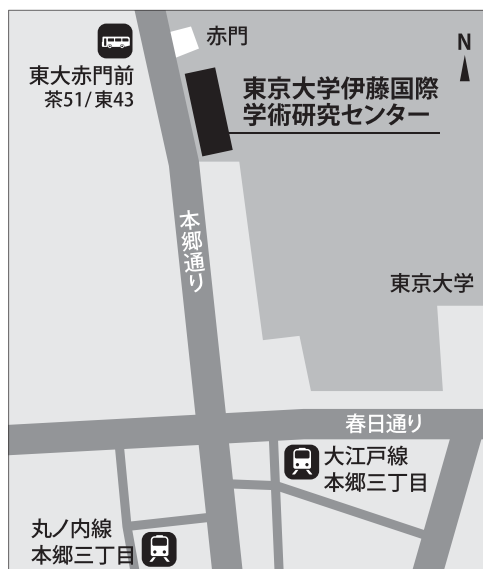 赤門
N
東大赤門前
茶51/東43
東京大学伊藤国際
学術研究センター
本郷通り
東京大学
春日通り
大江戸線
本郷三丁目
丸ノ内線
本郷三丁目